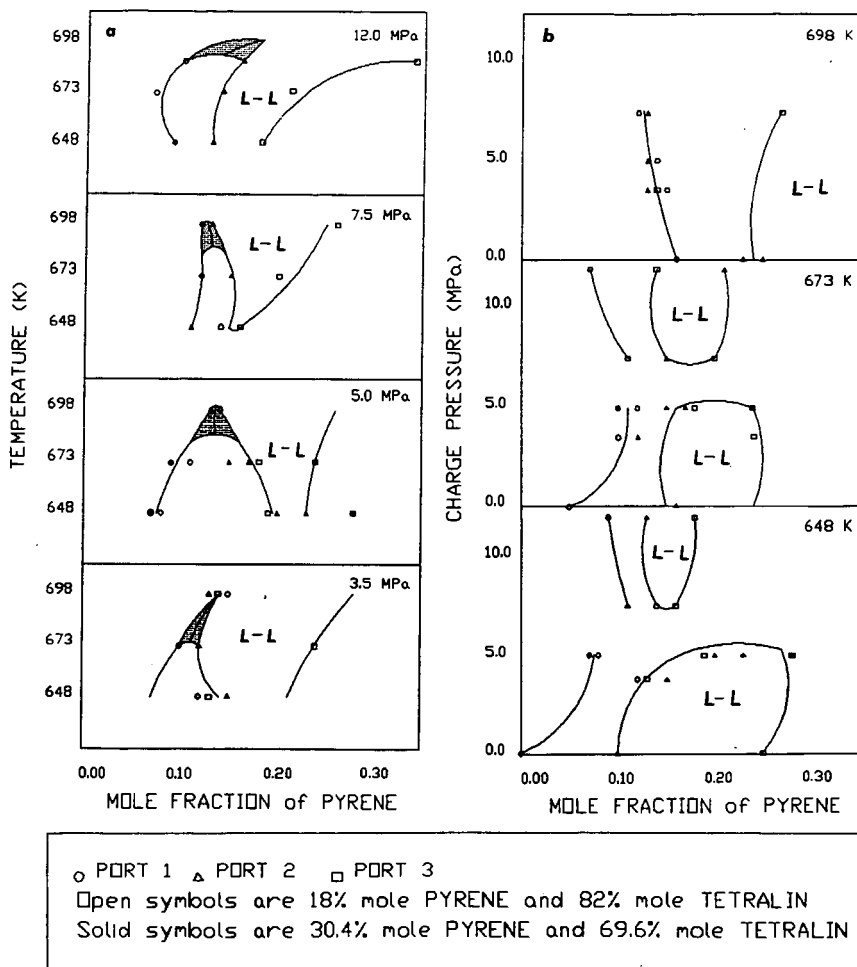 a
12.0 MPa
698
673
648
L-L
7.5 MPa
698
673
648
L-L
5.0 MPa
698
673
648
L-L
3.5 MPa
698
673
648
L-L
TEMPERATURE (K)
0.00 0.10 0.20 0.30
MOLE FRACTION of PYRENE
b
698 K
10.0
5.0
0.0
L-L
673 K
10.0
5.0
0.0
L-L
L-L
648 K
10.0
5.0
0.0
L-L
L-L
CHARGE PRESSURE (MPa)
0.00 0.10 0.20 0.30
MOLE FRACTION of PYRENE
PORT 1 PORT 2 PORT 3
Open symbols are 18% mole PYRENE and 82% mole TETRALIN
Solid symbols are 30.4% mole PYRENE and 69.6% mole TETRALIN